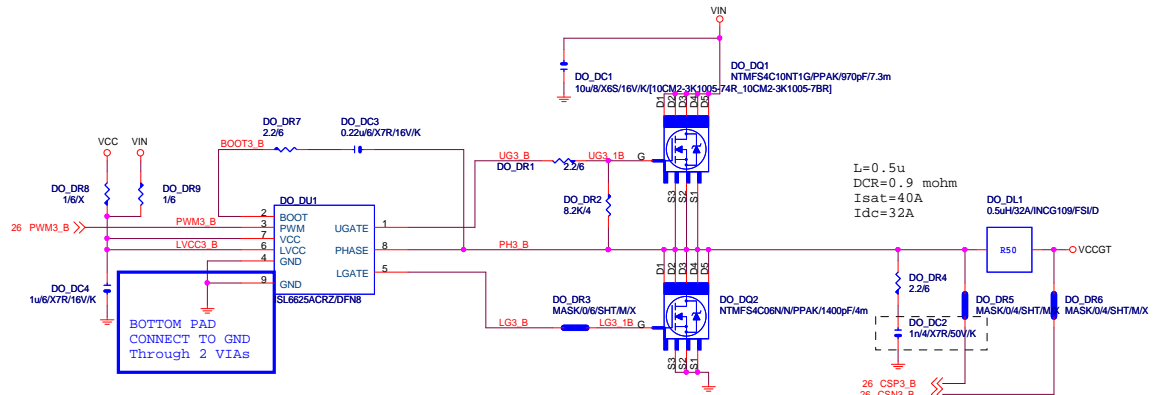 VIN
DO_DC1
10u/8/X6S/16V/K/[10CM2-3K1005-74R_10CM2-3K1005-7BR]
DO_DQ1
NTMFS4C10NT1G/PPAK/970pF/7.3m
D1
D2
D3
D4
D5
DO_DR7
2.2/6
DO_DC3
0.22u/6/X7R/16V/K
BOOT3_B
VCC
VIN
UG3_B
DO_DR1
2.2/6
UG3_1B
G
S3
S2
S1
DO_DR8
1/6/X
DO_DR9
1/6
DO_DR2
8.2K/4
L=0.5u
DCR=0.9 mohm
Isat=40A
Idc=32A
DO_DL1
0.5uH/32A/INCG109/FSI/D
DO_DU1
26 PWM3_B
PWM3_B
LVCC3_B
2
3
7
6
4
9
BOOT
PWM
VCC
LVCC
GND
GND
UGATE
PHASE
LGATE
1
8
5
ISL6625ACRZ/DFN8
PH3_B
R50
VCCGT
D1
D2
D3
D4
D5
DO_DC4
1u/6/X7R/16V/K
DO_DR4
2.2/6
DO_DR5
MASK/0/4/SHT/M/X
DO_DR6
MASK/0/4/SHT/M/X
DO_DR3
MASK/0/6/SHT/M/X
LG3_B
LG3_1B
G
DO_DQ2
NTMFS4C06N/N/PPAK/1400pF/4m
S3
S2
S1
DO_DC2
1n/4/X7R/50V/K
BOTTOM PAD
CONNECT TO GND
Through 2 VIAs
26 CSP3_B
26 CSN3_B